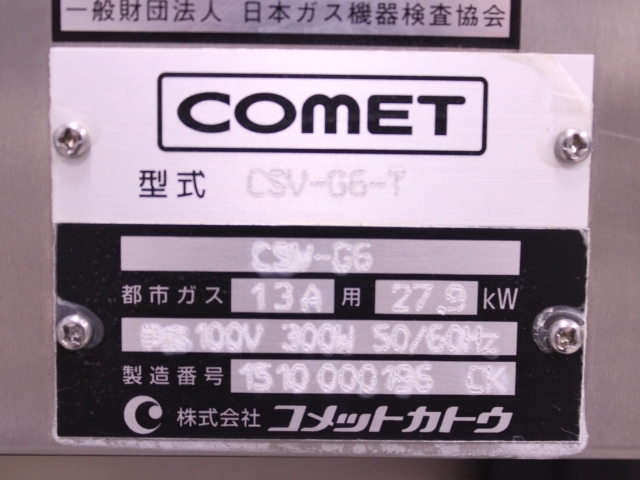 一般財団法人 日本ガス機器検査協会
COMET
型式 CSV-G6-T
CSV-G6
都市ガス 13A 用 27.9 kW
単相100V 300W 50/60Hz
製造番号 1510000186 CK
株式会社 コメットカトウ